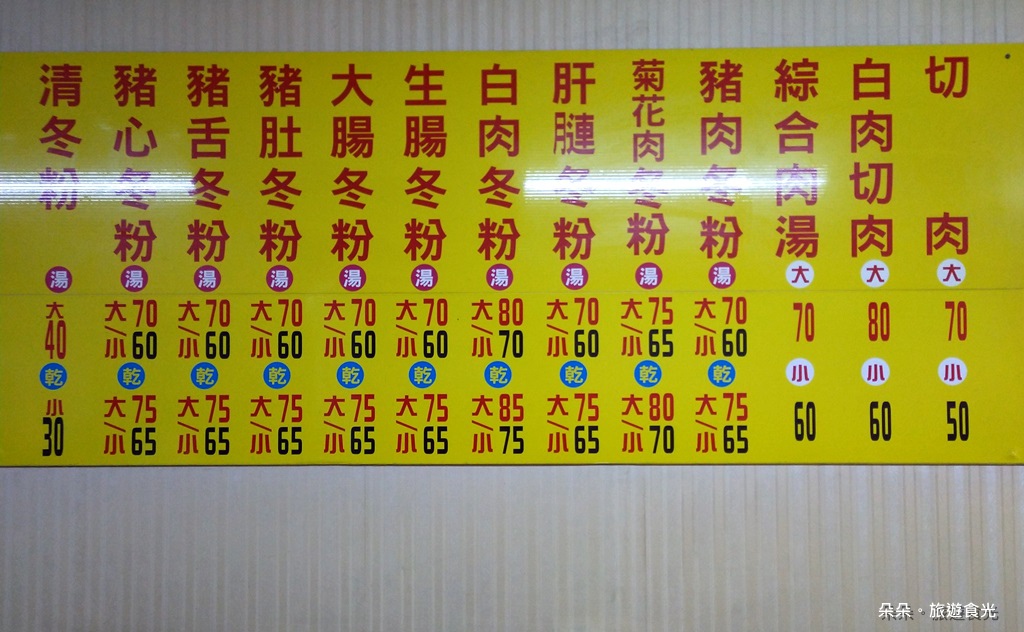 清冬粉
湯
大
40
乾
小
30
豬心冬粉
湯
大70
小60
乾
大75
小65
豬舌冬粉
湯
大70
小60
乾
大75
小65
豬肚冬粉
湯
大70
小60
乾
大75
小65
大腸冬粉
湯
大70
小60
乾
大75
小65
生腸冬粉
湯
大70
小60
乾
大75
小65
白肉冬粉
湯
大80
小70
乾
大85
小75
肝腱冬粉
湯
大70
小60
乾
大75
小65
菊花肉冬粉
湯
大75
小65
乾
大80
小70
豬肉冬粉
湯
大70
小60
乾
大75
小65
綜合肉湯
大
70
小
60
白肉切肉
大
80
小
60
切肉
大
70
小
50
朵朵。旅遊食光